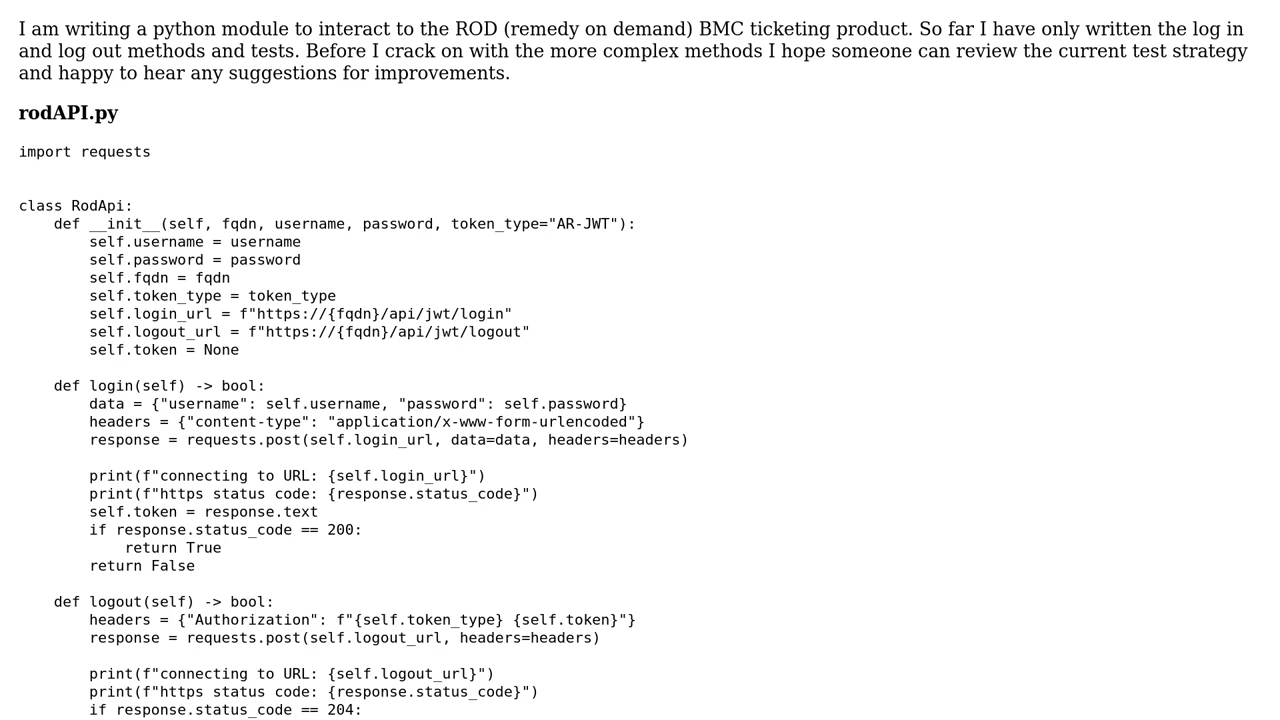 I am writing a python module to interact to the ROD (remedy on demand) BMC ticketing product. So far I have only written the log in
and log out methods and tests. Before I crack on with the more complex methods I hope someone can review the current test strategy
and happy to hear any suggestions for improvements.
rodAPI.py
import requests
class RodApi:
    def __init__(self, fqdn, username, password, token_type="AR-JWT"):
        self.username = username
        self.password = password
        self.fqdn = fqdn
        self.token_type = token_type
        self.login_url = f"https://{fqdn}/api/jwt/login"
        self.logout_url = f"https://{fqdn}/api/jwt/logout"
        self.token = None
    def login(self) -> bool:
        data = {"username": self.username, "password": self.password}
        headers = {"content-type": "application/x-www-form-urlencoded"}
        response = requests.post(self.login_url, data=data, headers=headers)
        print(f"connecting to URL: {self.login_url}")
        print(f"https status code: {response.status_code}")
        self.token = response.text
        if response.status_code == 200:
            return True
        return False
    def logout(self) -> bool:
        headers = {"Authorization": f"{self.token_type} {self.token}"}
        response = requests.post(self.logout_url, headers=headers)
        print(f"connecting to URL: {self.logout_url}")
        print(f"https status code: {response.status_code}")
        if response.status_code == 204: